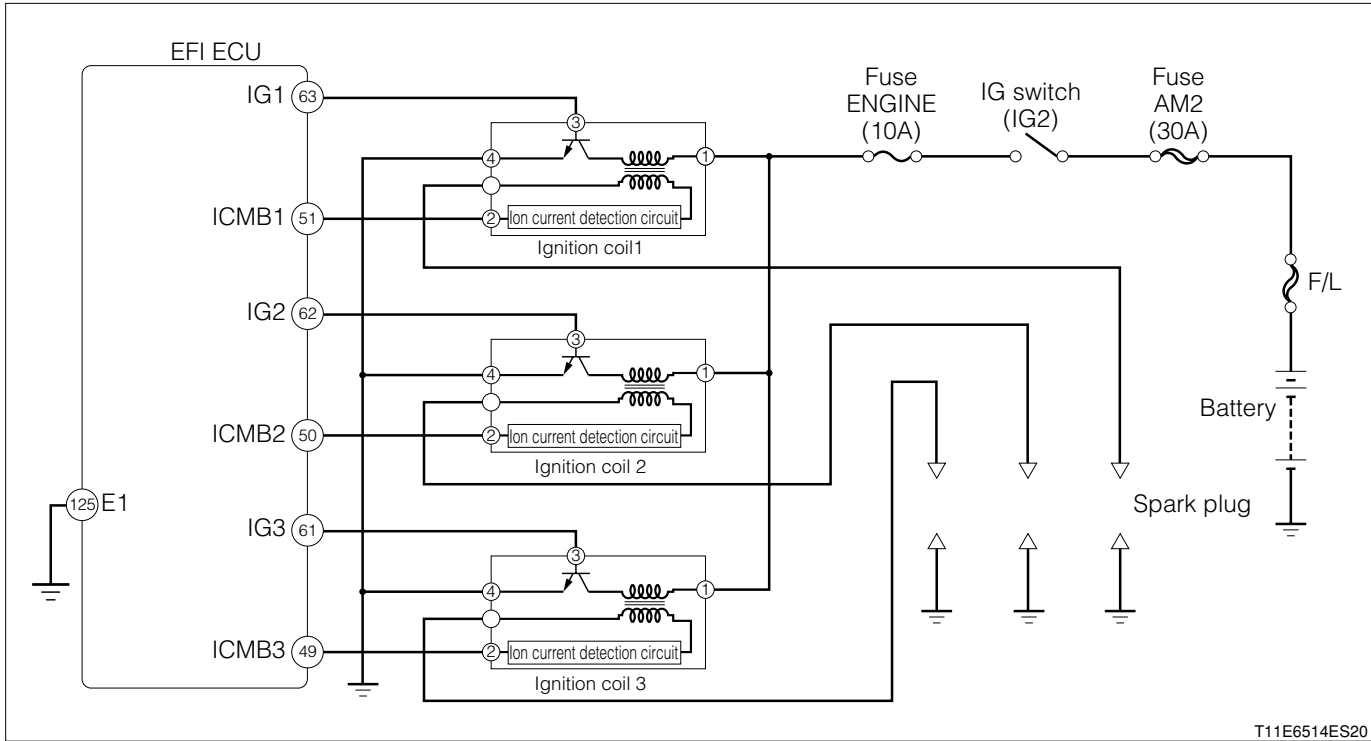 EFI ECU
IG1 63
ICMB1 51
IG2 62
ICMB2 50
125 E1
IG3 61
ICMB3 49
3
4
1
2 Ion current detection circuit
Ignition coil1
3
4
1
2 Ion current detection circuit
Ignition coil 2
3
4
1
2 Ion current detection circuit
Ignition coil 3
Fuse
ENGINE
(10A)
IG switch
(IG2)
Fuse
AM2
(30A)
F/L
Battery
Spark plug
T11E6514ES20